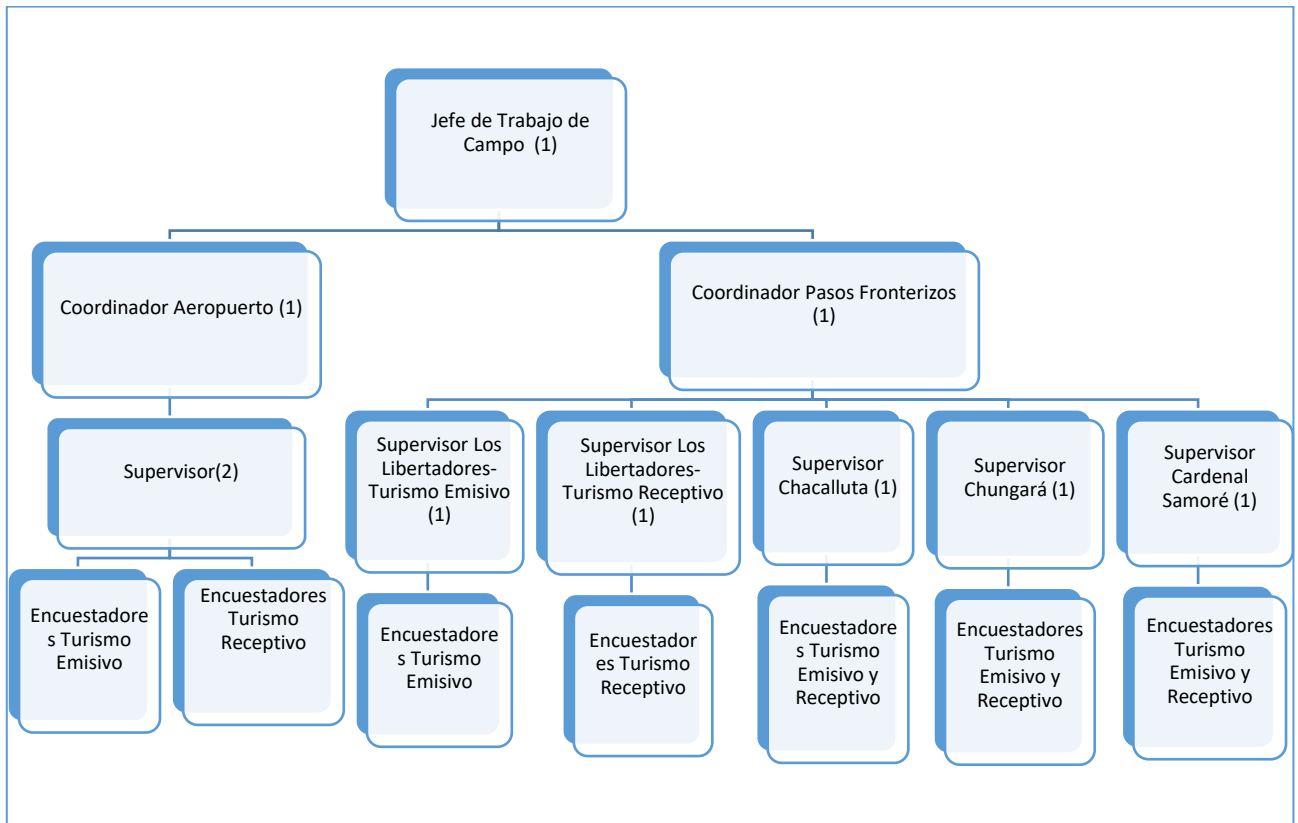 Jefe de Trabajo de
Campo (1)
Coordinador Aeropuerto (1)
Coordinador Pasos Fronterizos
(1)
Supervisor(2)
Supervisor Los
Libertadores-
Turismo Emisivo
(1)
Supervisor Los
Libertadores-
Turismo Receptivo
(1)
Supervisor
Chacalluta (1)
Supervisor
Chungará (1)
Supervisor
Cardenal
Samoré (1)
Encuestadore
s Turismo
Emisivo
Encuestadores
Turismo
Receptivo
Encuestadore
s Turismo
Emisivo
Encuestador
es Turismo
Receptivo
Encuestadore
s Turismo
Emisivo y
Receptivo
Encuestadores
Turismo
Emisivo y
Receptivo
Encuestadores
Turismo
Emisivo y
Receptivo